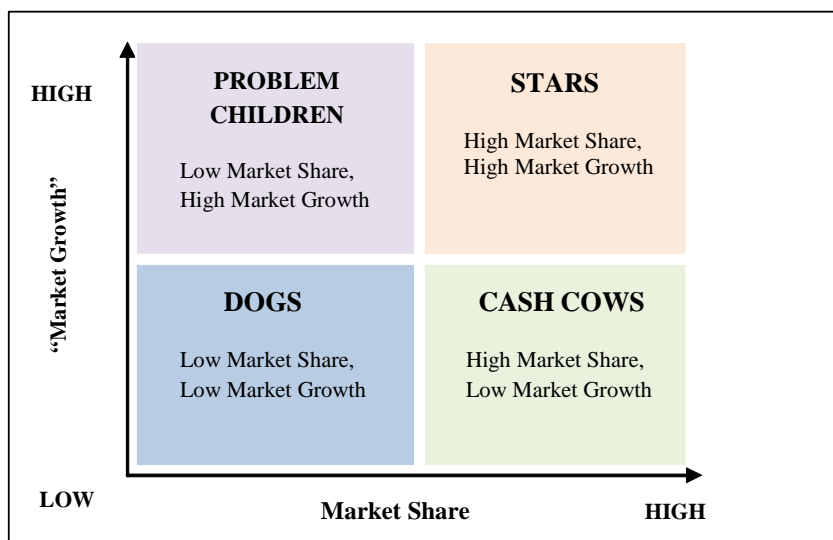 HIGH
“Market Growth”
LOW
PROBLEM
CHILDREN
Low Market Share,
High Market Growth
STARS
High Market Share,
High Market Growth
DOGS
Low Market Share,
Low Market Growth
CASH COWS
High Market Share,
Low Market Growth
Market Share
HIGH